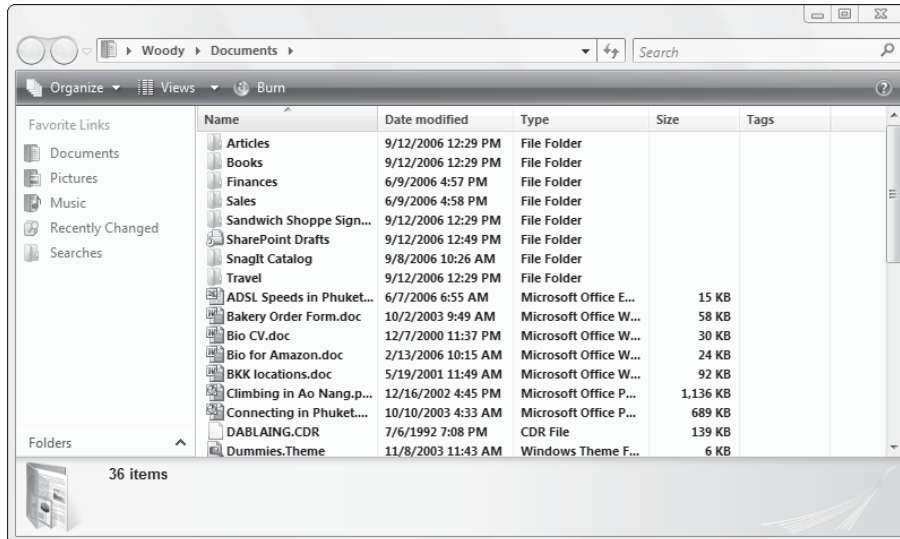 Woody Documents Search
Organize Views Burn
Favorite Links
Documents
Pictures
Music
Recently Changed
Searches
Folders
Name Date modified Type Size Tags
Articles 9/12/2006 12:29 PM File Folder
Books 9/12/2006 12:29 PM File Folder
Finances 6/9/2006 4:57 PM File Folder
Sales 6/9/2006 4:58 PM File Folder
Sandwich Shoppe Sign... 9/12/2006 12:29 PM File Folder
SharePoint Drafts 9/12/2006 12:49 PM File Folder
SnagIt Catalog 9/8/2006 10:26 AM File Folder
Travel 9/12/2006 12:29 PM File Folder
ADSL Speeds in Phuket... 6/7/2006 6:55 AM Microsoft Office E... 15 KB
Bakery Order Form.doc 10/2/2003 9:49 AM Microsoft Office W... 58 KB
Bio CV.doc 12/7/2000 11:37 PM Microsoft Office W... 30 KB
Bio for Amazon.doc 2/13/2006 10:15 AM Microsoft Office W... 24 KB
BKK locations.doc 5/19/2001 11:49 AM Microsoft Office W... 92 KB
Climbing in Ao Nang.p... 12/16/2002 4:45 PM Microsoft Office P... 1,136 KB
Connecting in Phuket.... 10/10/2003 4:33 AM Microsoft Office P... 689 KB
DABLAING.CDR 7/6/1992 7:08 PM CDR File 139 KB
Dummies.Theme 11/8/2003 11:43 AM Windows Theme F... 6 KB
36 items